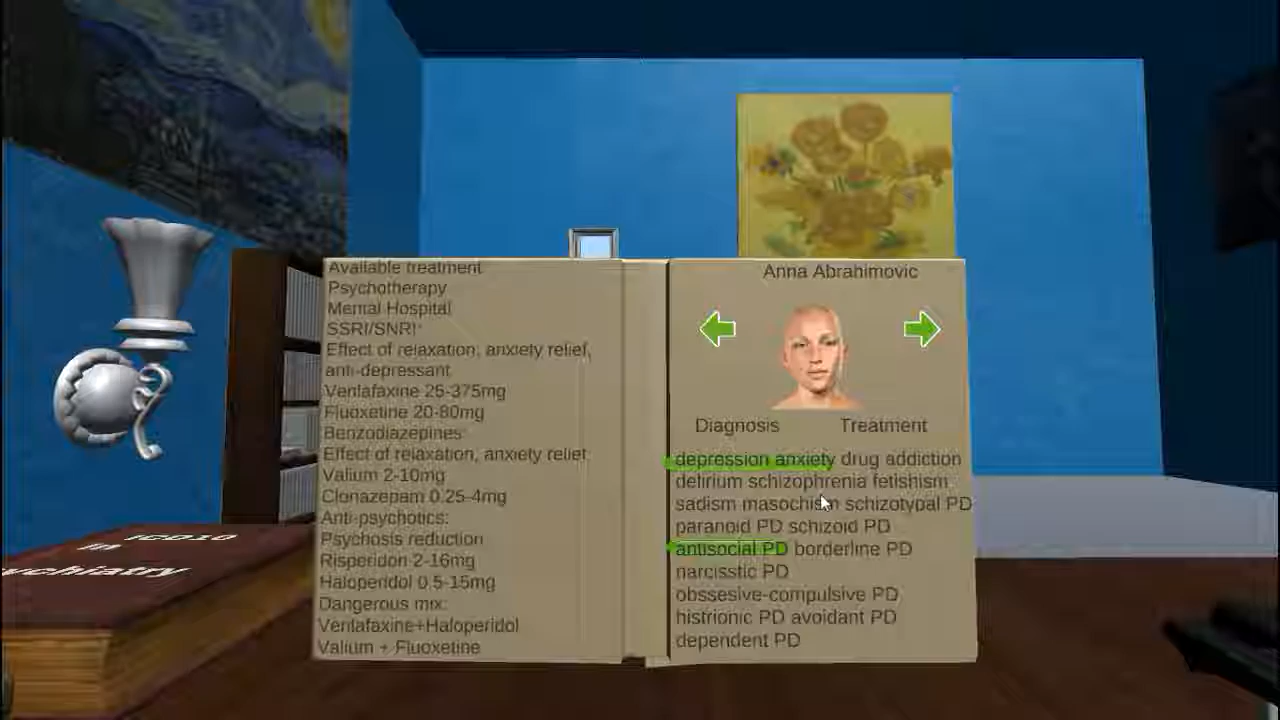 Available treatment
Psychotherapy
Mental Hospital
SSRI/SNRI:
Effect of relaxation, anxiety relief,
anti-depressant
Venlafaxine 25-375mg
Fluoxetine 20-80mg
Benzodiazepines:
Effect of relaxation, anxiety relief
Valium 2-10mg
Clonazepam 0.25-4mg
Anti-psychotics:
Psychosis reduction
Risperidon 2-16mg
Haloperidol 0.5-15mg
Dangerous mix:
Venlafaxine+Haloperidol
Valium + Fluoxetine
Anna Abrahimovic
Diagnosis Treatment
depression anxiety drug addiction
delirium schizophrenia fetishism
sadism masochism schizotypal PD
paranoid PD schizoid PD
antisocial PD borderline PD
narcisstic PD
obssesive-compulsive PD
histrionic PD avoidant PD
dependent PD
ICD10
in
ychiatry